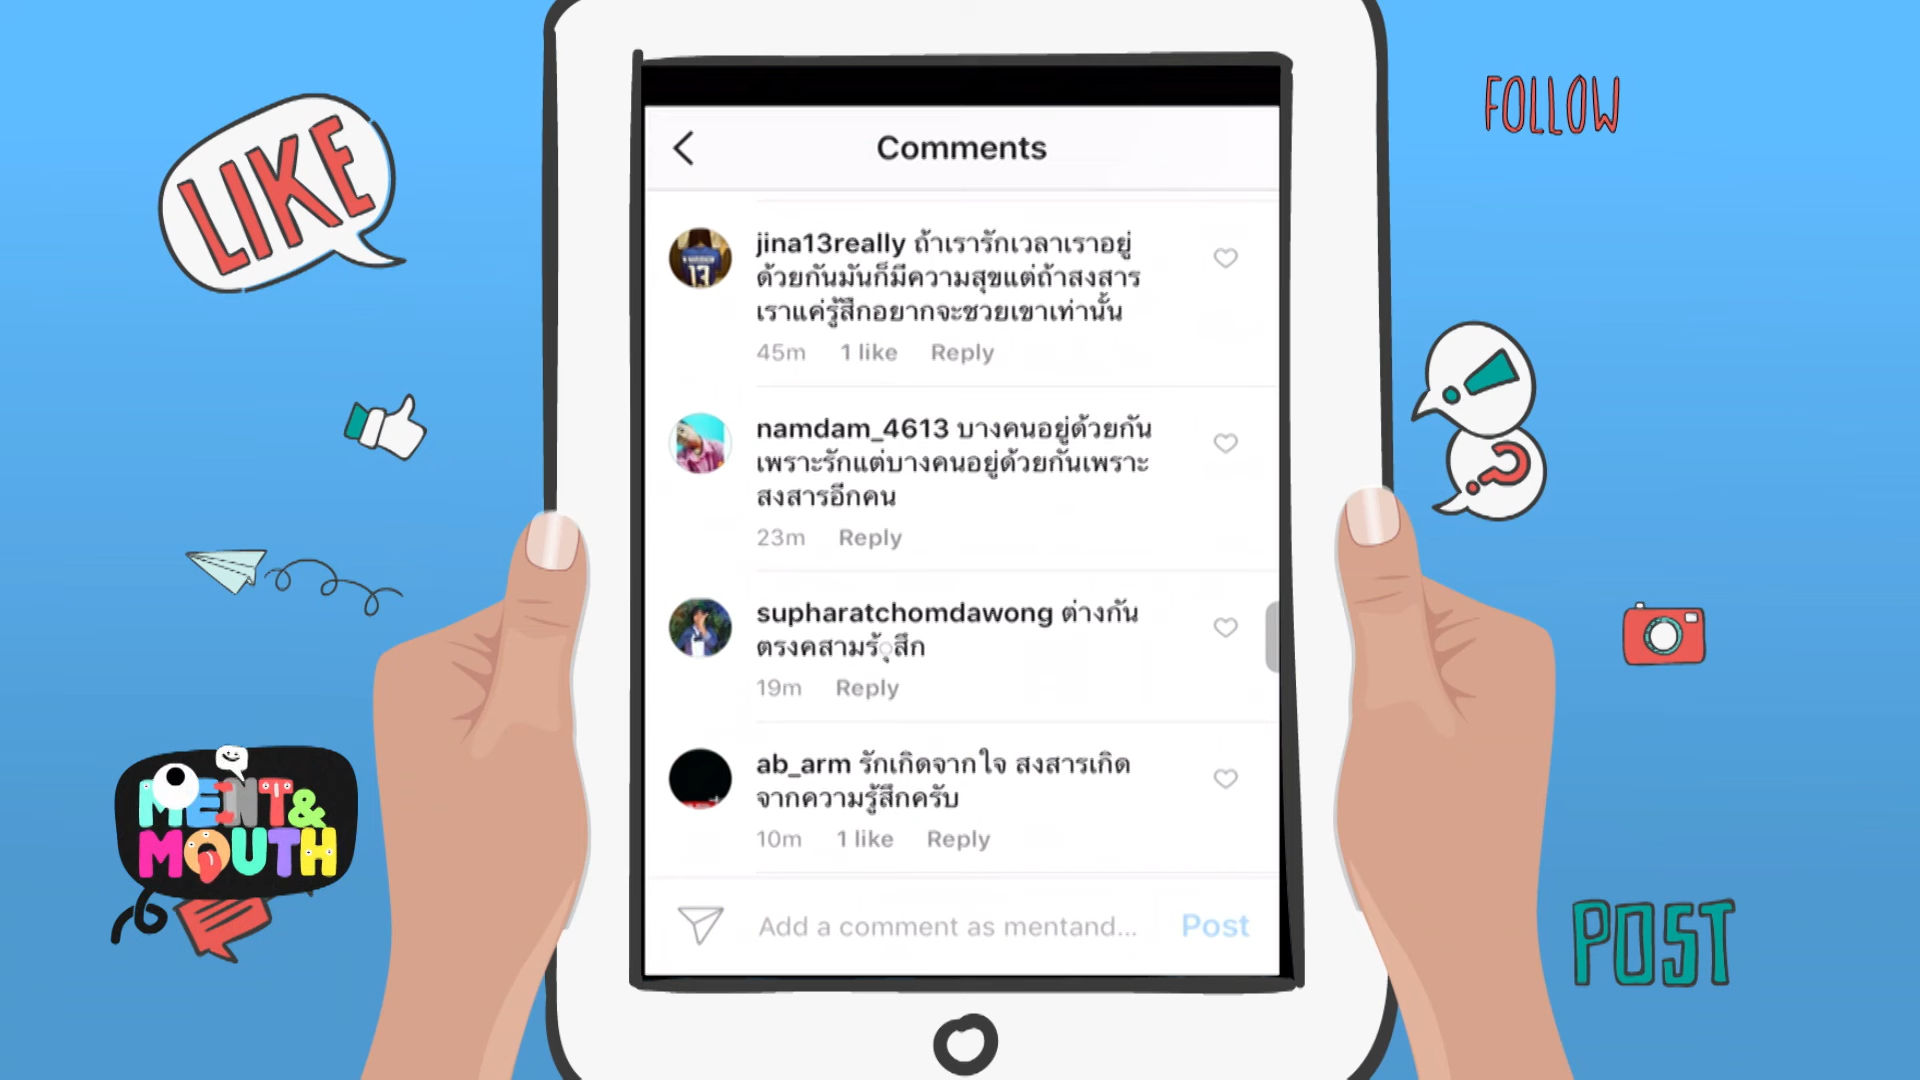 LIKE
FOLLOW
Comments
jina13really ถ้าเรารักเวลาเราอยู่
ด้วยกันมันก็มีความสุขแต่ถ้าสงสาร
เราแค่รู้สึกอยากจะชวยเขาเท่านั้น
45m 1 like Reply
namdam_4613 บางคนอยู่ด้วยกัน
เพราะรักแต่บางคนอยู่ด้วยกันเพราะ
สงสารอีกคน
23m Reply
supharatchomdawong ต่างกัน
ตรงคสามรุ้สึก
19m Reply
ab_arm รักเกิดจากใจ สงสารเกิด
จากความรู้สึกครับ
10m 1 like Reply
Add a comment as mentand... Post
MENT&
MOUTH
POST